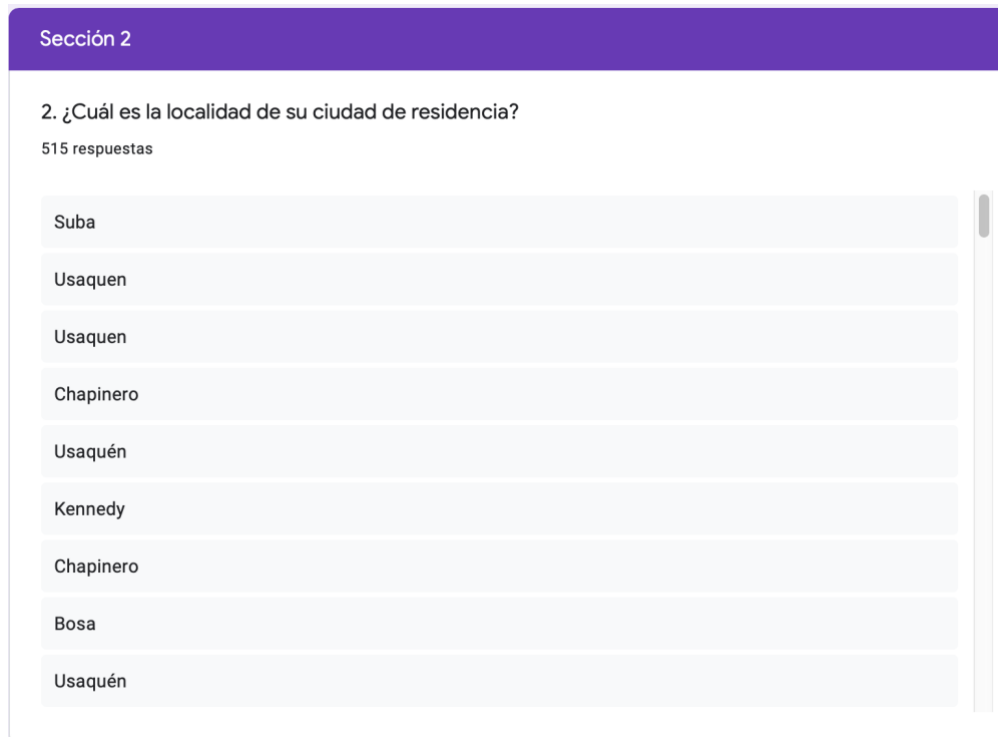 Sección 2
2. ¿Cuál es la localidad de su ciudad de residencia?
515 respuestas
Suba
Usaquen
Usaquen
Chapinero
Usaquén
Kennedy
Chapinero
Bosa
Usaquén